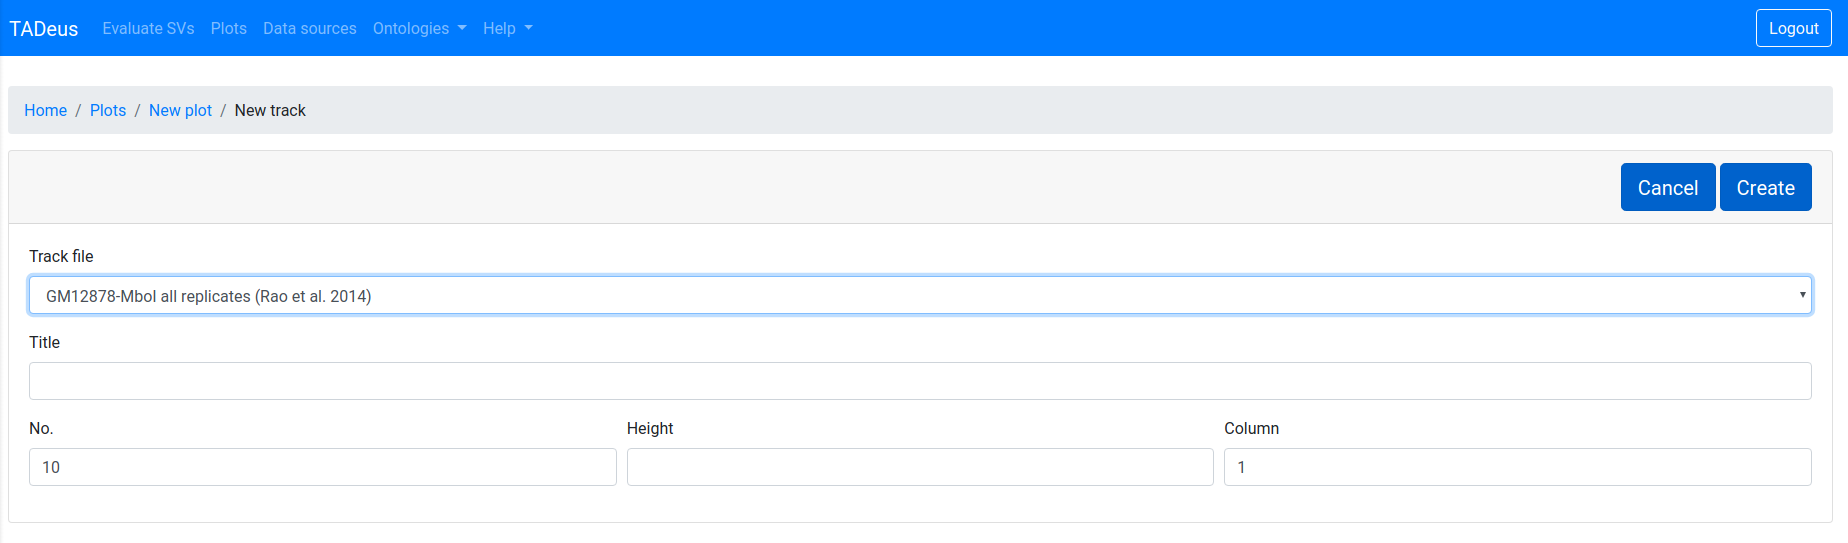 TADeus Evaluate SVs Plots Data sources Ontologies Help Logout
Home / Plots / New plot / New track
Cancel Create
Track file
GM12878-MboI all replicates (Rao et al. 2014)
Title
No. Height Column
10 1